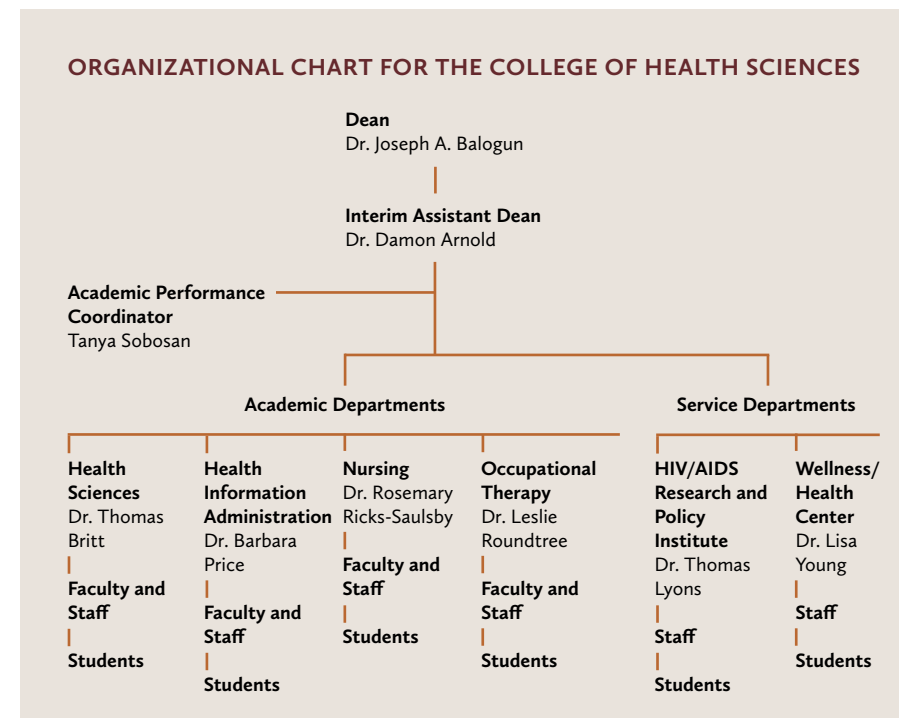 ORGANIZATIONAL CHART FOR THE COLLEGE OF HEALTH SCIENCES
Dean
Dr. Joseph A. Balogun
Interim Assistant Dean
Dr. Damon Arnold
Academic Performance
Coordinator
Tanya Sobosan
Academic Departments
Health
Sciences
Dr. Thomas
Britt
Faculty and
Staff
Students
Health
Information
Administration
Dr. Barbara
Price
Faculty and
Staff
Students
Nursing
Dr. Rosemary
Ricks-Saulsby
Faculty and
Staff
Students
Occupational
Therapy
Dr. Leslie
Roundtree
Faculty and
Staff
Students
Service Departments
HIV/AIDS
Research and
Policy
Institute
Dr. Thomas
Lyons
Staff
Students
Wellness/
Health
Center
Dr. Lisa
Young
Staff
Students